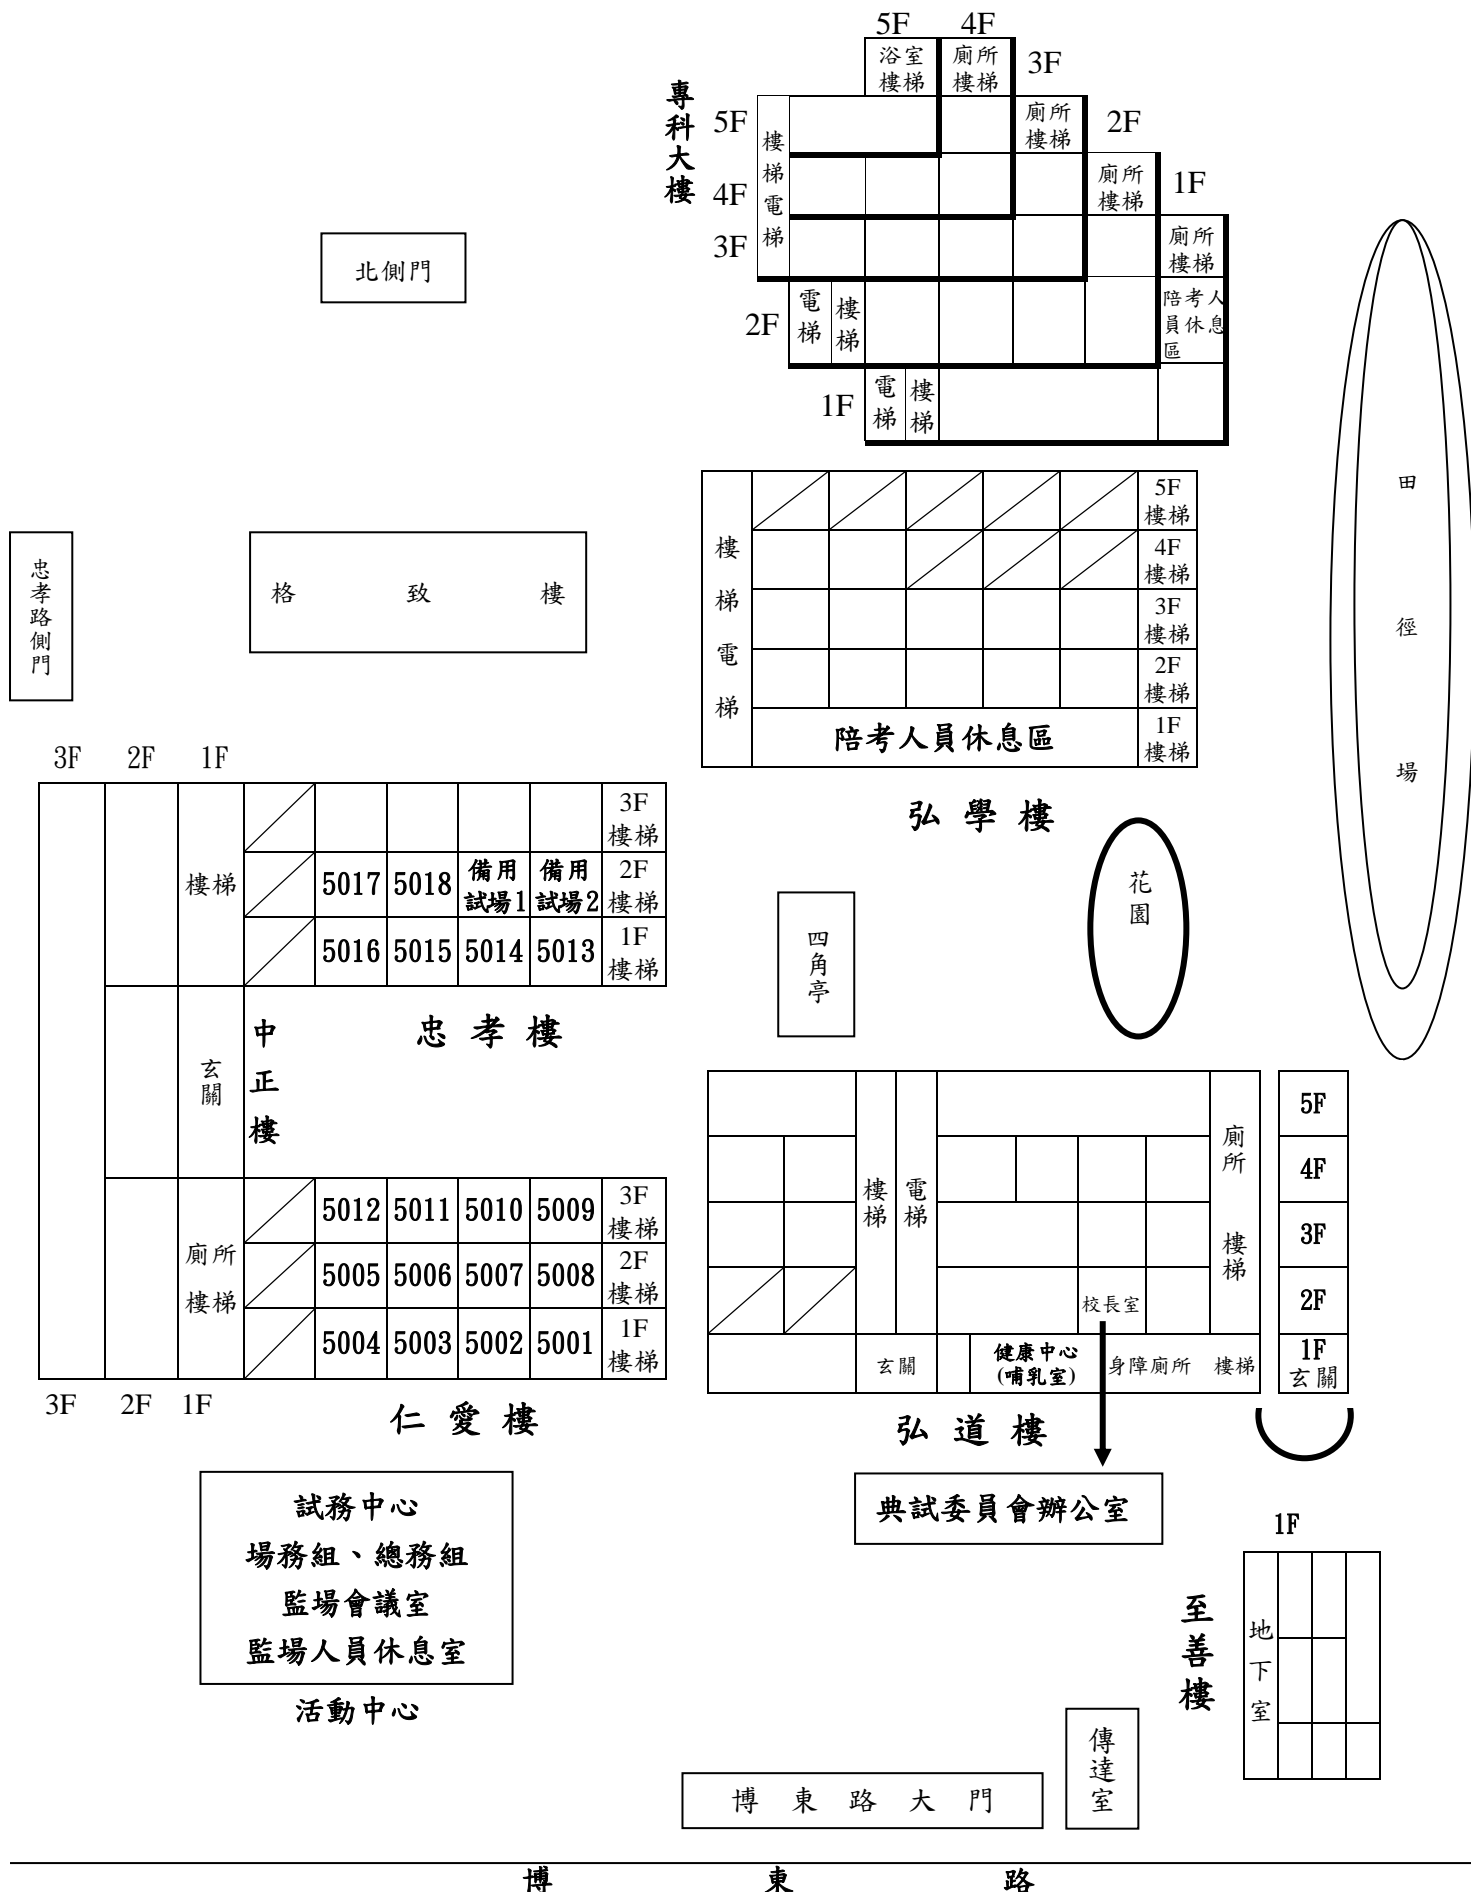 5F 4F
浴室 廁所 3F
樓梯 樓梯
專科大樓
5F 樓梯電梯 廁所 2F
樓梯
4F 廁所 1F
樓梯
3F 廁所
樓梯
北側門
2F 電梯 樓梯 陪考人
員休息
區
1F 電梯 樓梯
田徑場
樓梯電梯
5F
樓梯
4F
樓梯
3F
樓梯
2F
樓梯
陪考人員休息區 1F
樓梯
弘學樓
忠孝路側門
格致樓
3F 2F 1F
樓梯
3F
樓梯
5017 5018 備用試場1 備用試場2 2F
樓梯
5016 5015 5014 5013 1F
樓梯
忠孝樓
玄關
中正樓
四角亭
花園
5012 5011 5010 5009 3F
樓梯
廁所
樓梯
5005 5006 5007 5008 2F
樓梯
5004 5003 5002 5001 1F
樓梯
3F 2F 1F
仁愛樓
樓梯 電梯 廁所 樓梯
5F
4F
3F
校長室 2F
玄關 健康中心 身障廁所 樓梯 1F
(哺乳室) 玄關
弘道樓
典試委員會辦公室
試務中心
場務組、總務組
監場會議室
監場人員休息室
活動中心
1F
至善樓
地下室
傳達室
博東路大門
博東路